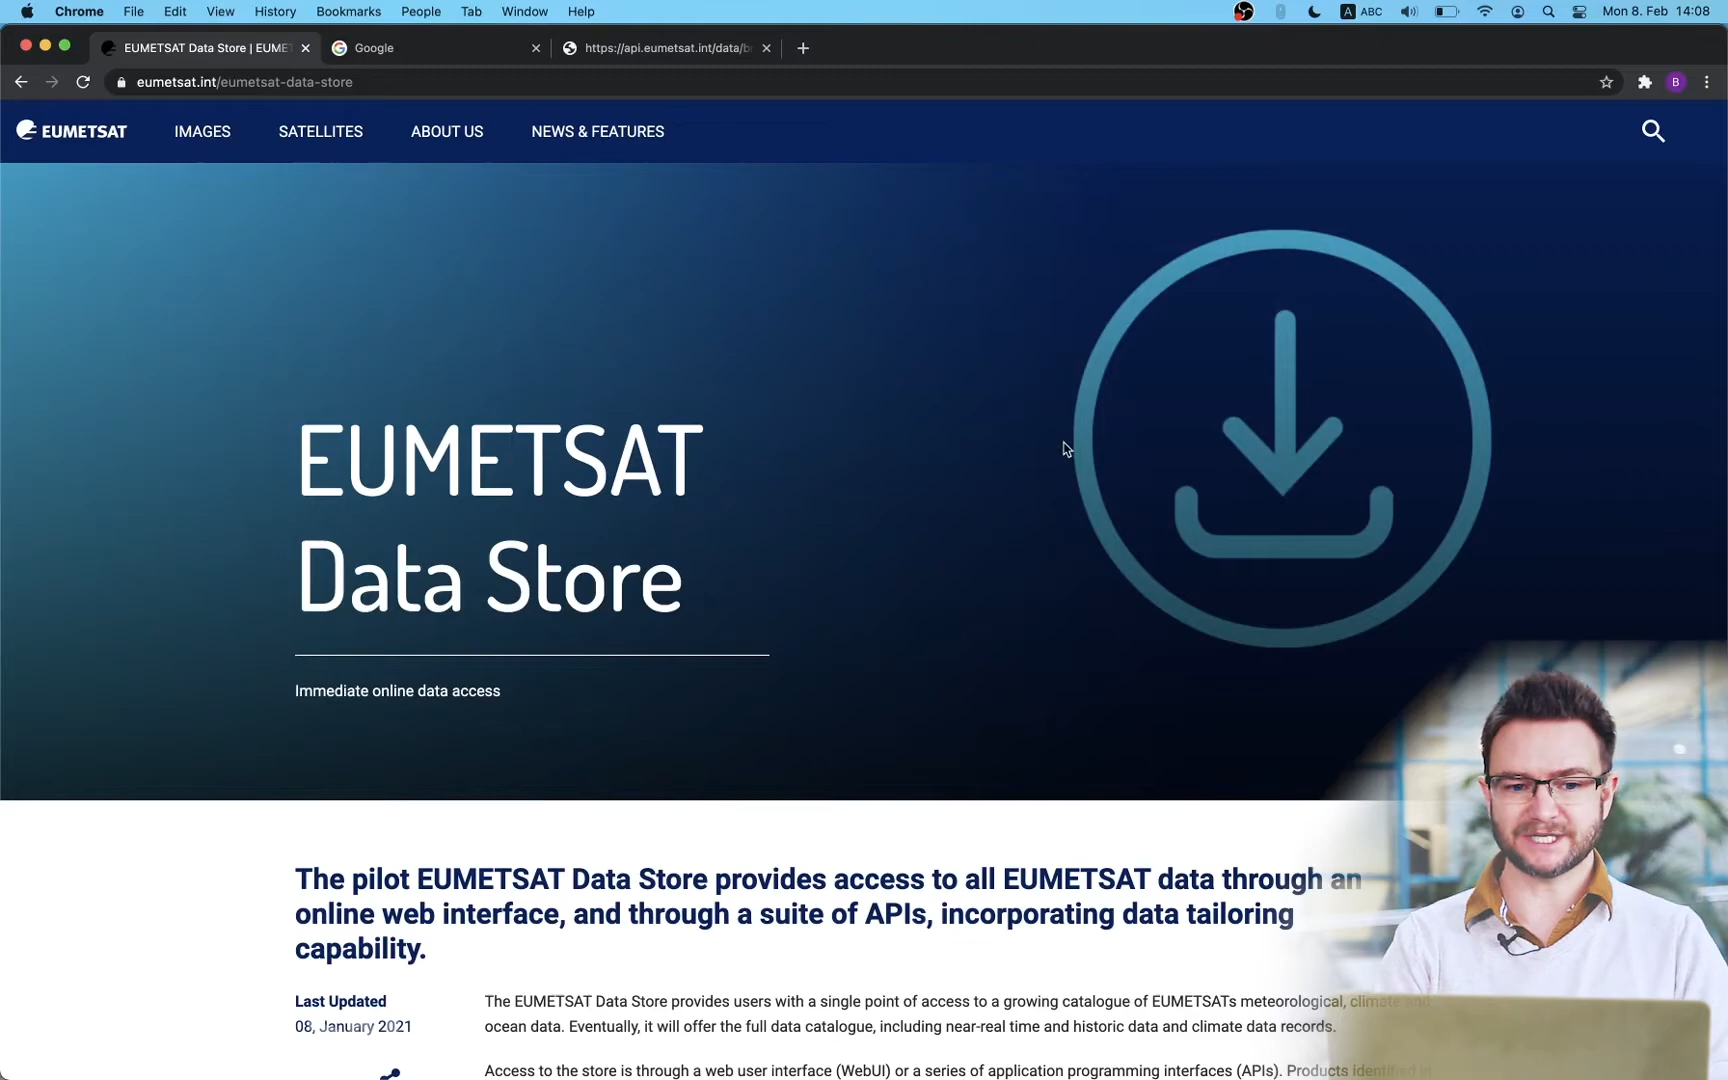 Chrome File Edit View History Bookmarks People Tab Window Help A ABC Mon 8. Feb 14:08
EUMETSAT Data Store | EUMET Google https://api.eumetsat.int/data/br
eumetsat.int/eumetsat-data-store B
EUMETSAT IMAGES SATELLITES ABOUT US NEWS & FEATURES
EUMETSAT
Data Store
Immediate online data access
The pilot EUMETSAT Data Store provides access to all EUMETSAT data through an
online web interface, and through a suite of APIs, incorporating data tailoring
capability.
Last Updated
08, January 2021
The EUMETSAT Data Store provides users with a single point of access to a growing catalogue of EUMETSATs meteorological, climate and
ocean data. Eventually, it will offer the full data catalogue, including near-real time and historic data and climate data records.
Access to the store is through a web user interface (WebUI) or a series of application programming interfaces (APIs). Products identified in